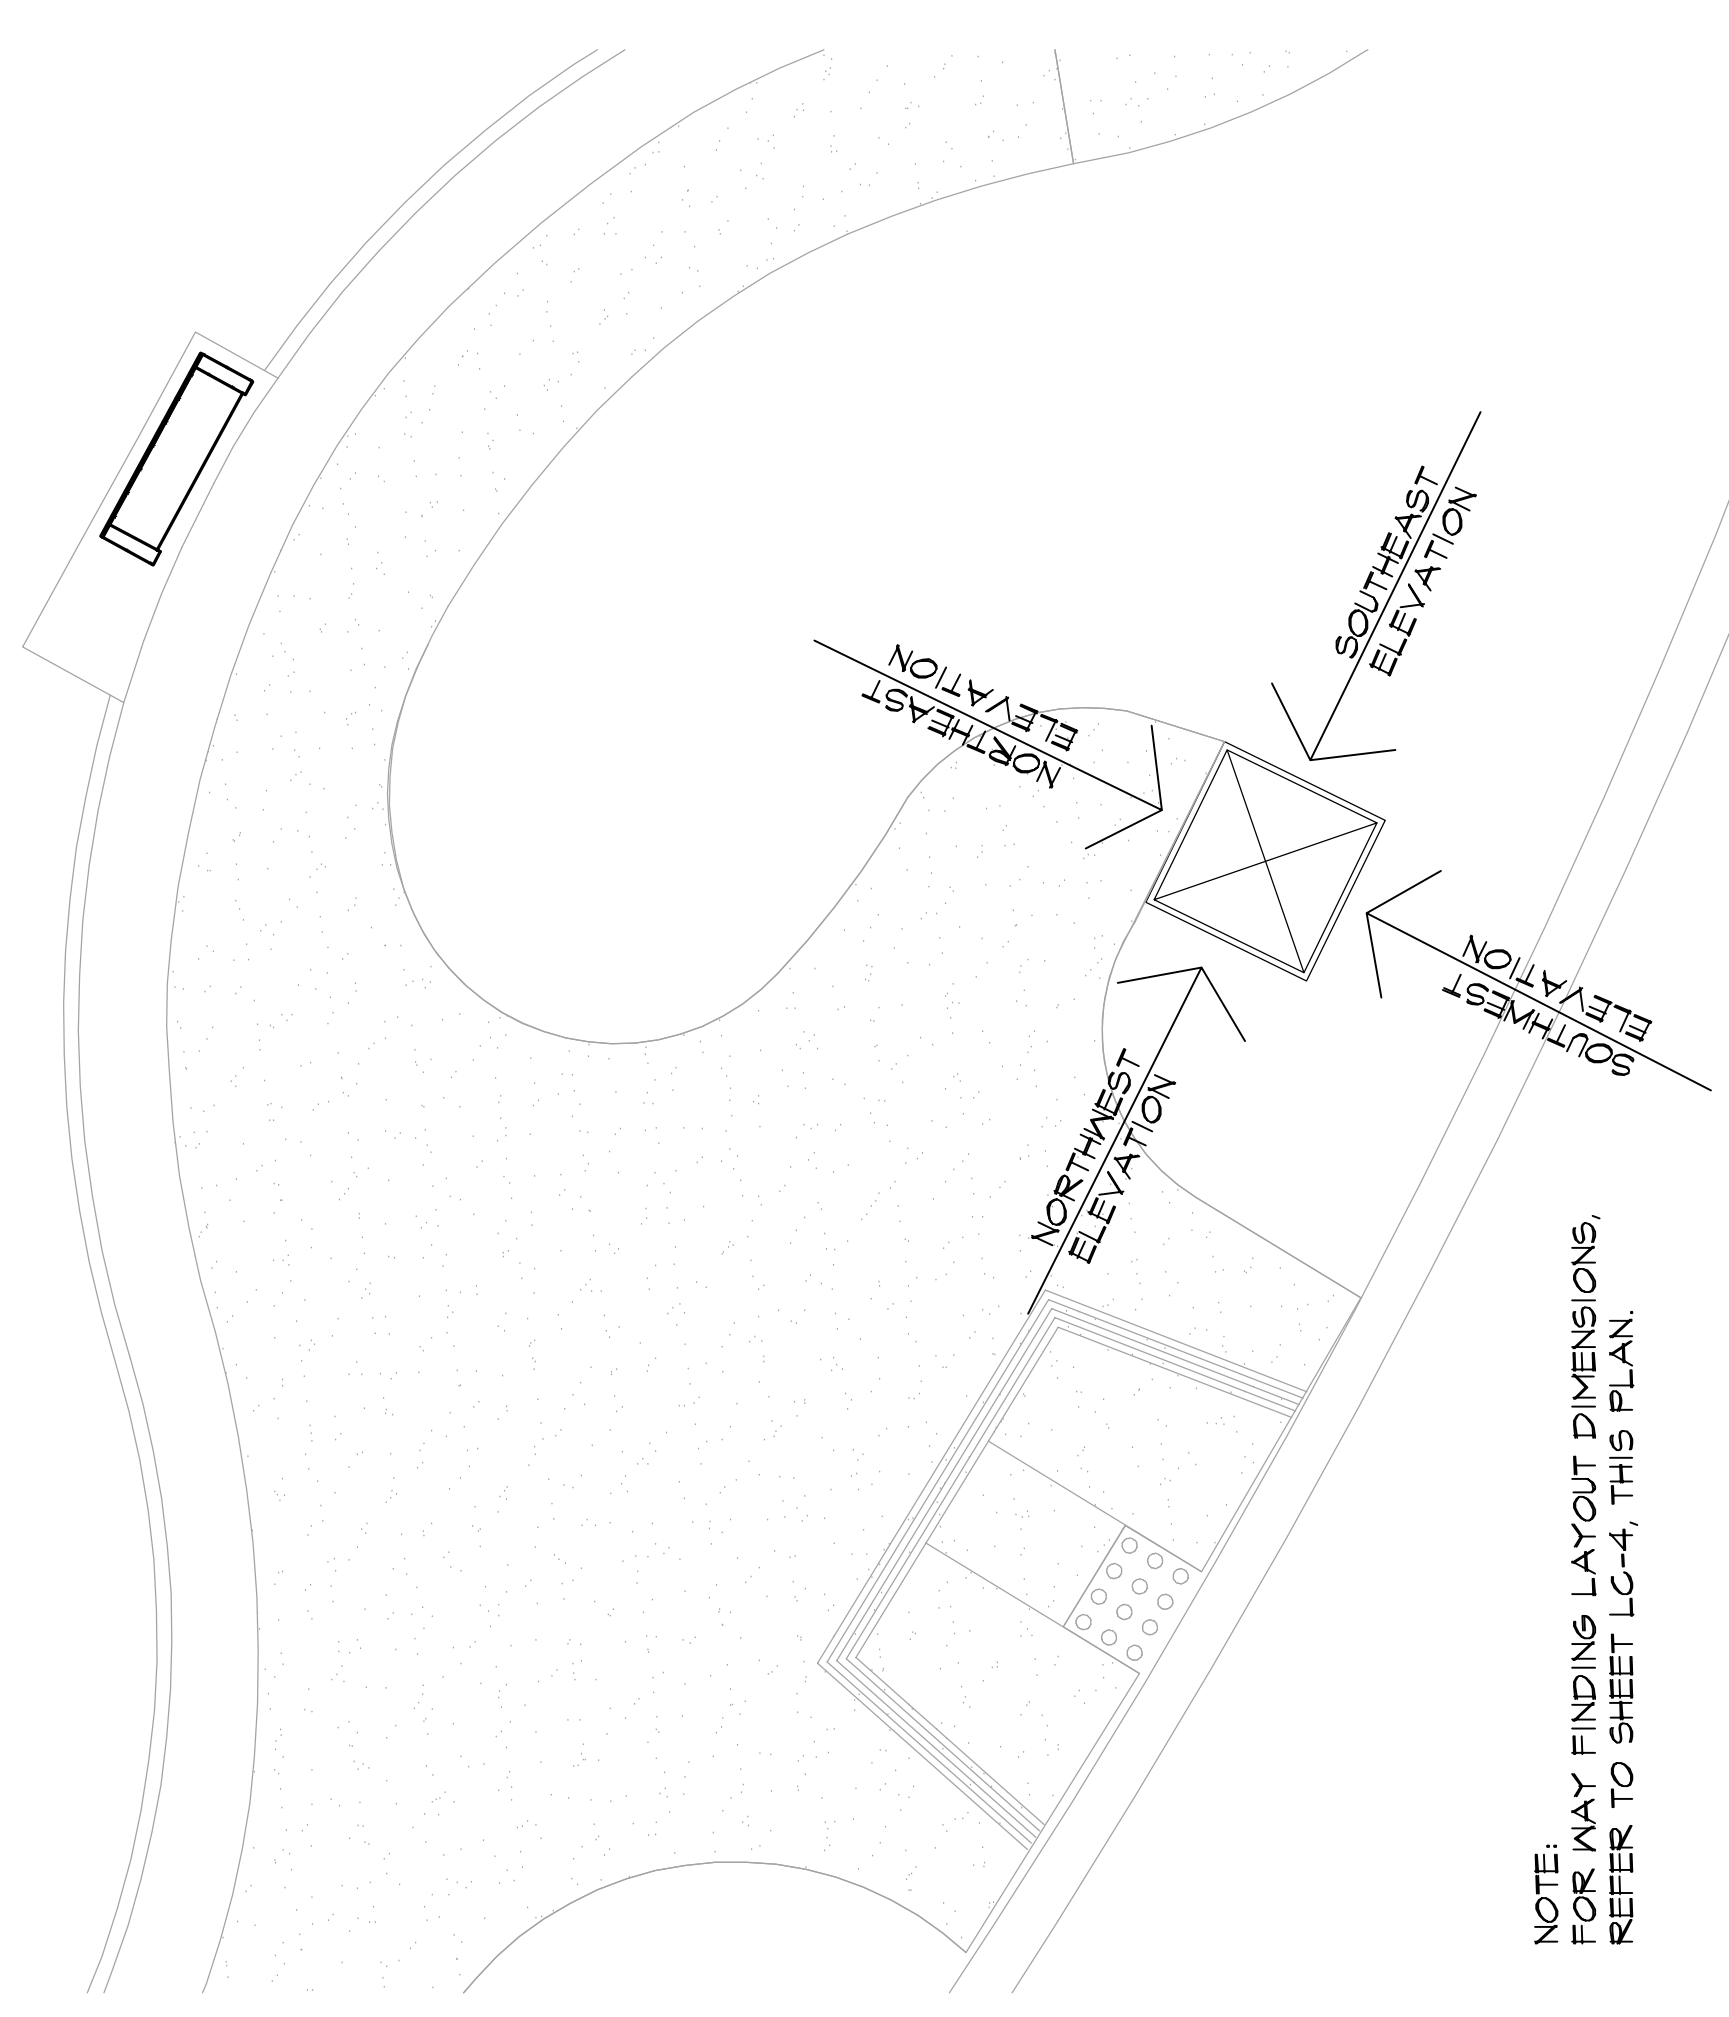 NORTHEAST
ELEVATION
SOUTHEAST
ELEVATION
NORTHWEST
ELEVATION
SOUTHWEST
ELEVATION
NOTE:
FOR WAY FINDING LAYOUT DIMENSIONS,
REFER TO SHEET LC-4, THIS PLAN.